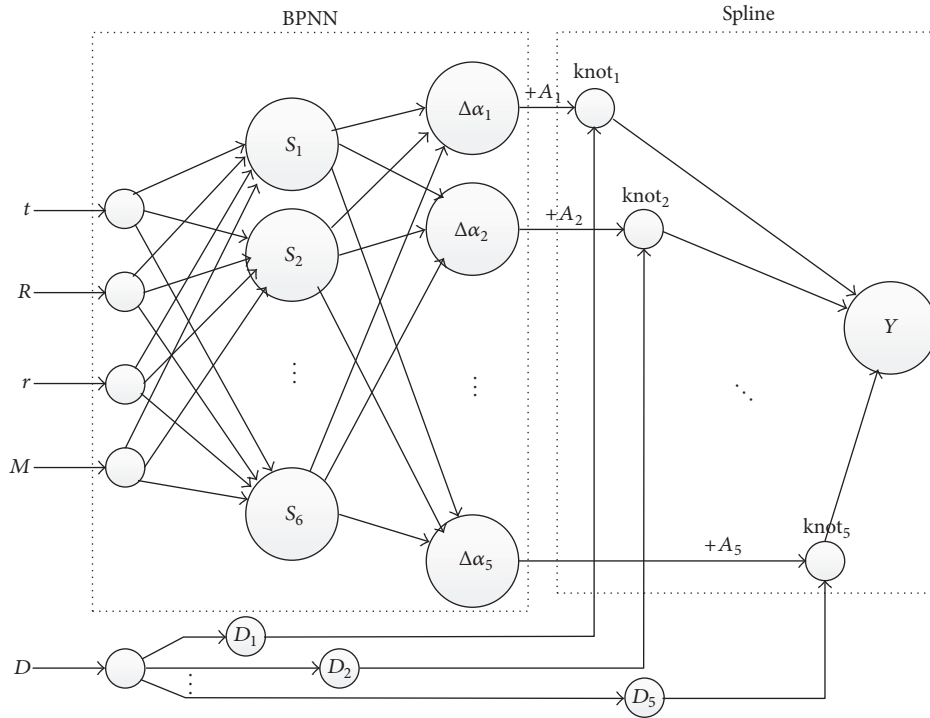 BPNN
Spline
t
R
r
M
D
S₁
S₂
⋮
S₆
Δα₁
Δα₂
⋮
Δα₅
+A₁
+A₂
+A₅
knot₁
knot₂
⋱
knot₅
Y
D₁
D₂
⋮
D₅